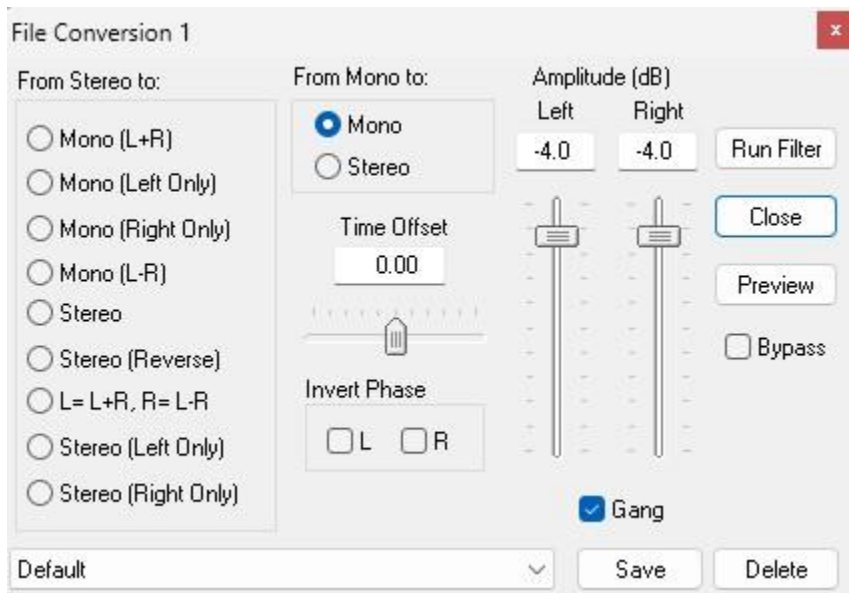 File Conversion 1
x
From Stereo to:
Mono (L+R)
Mono (Left Only)
Mono (Right Only)
Mono (L-R)
Stereo
Stereo (Reverse)
L= L+R, R= L-R
Stereo (Left Only)
Stereo (Right Only)
From Mono to:
Mono
Stereo
Time Offset
0.00
Invert Phase
L R
Amplitude (dB)
Left Right
-4.0 -4.0
Gang
Run Filter
Close
Preview
Bypass
Default
Save
Delete